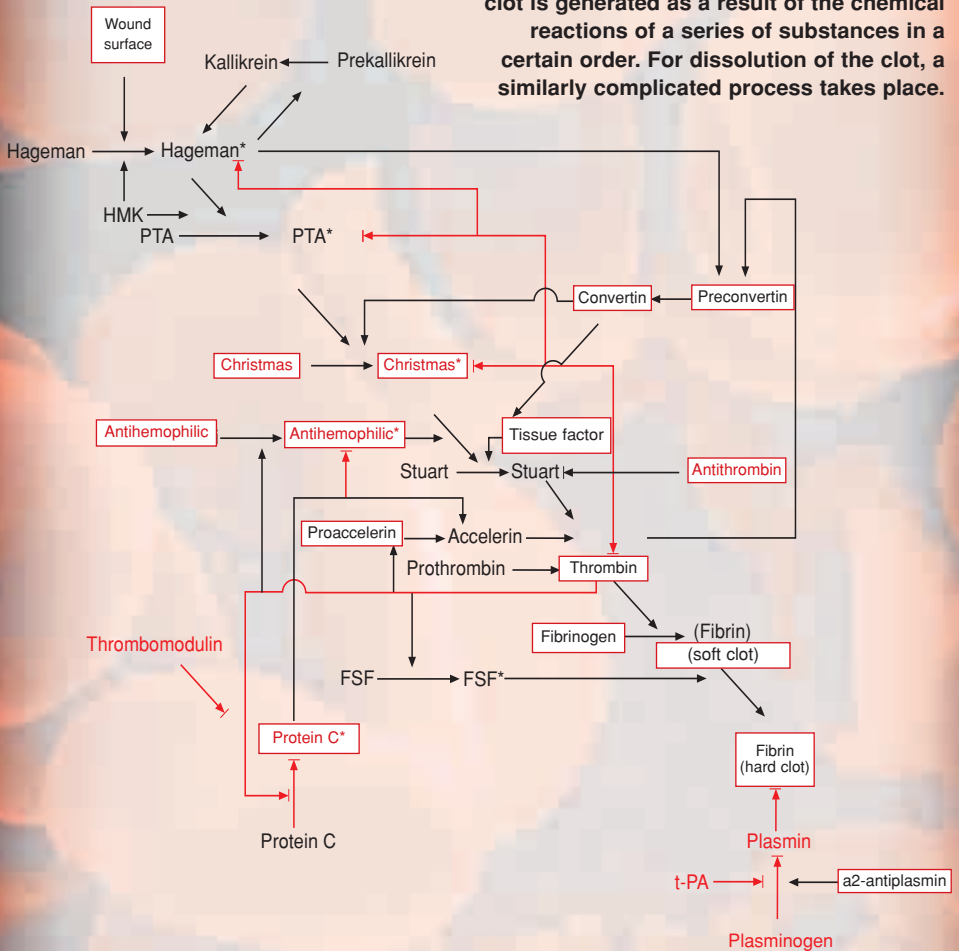 clot is generated as a result of the chemical
reactions of a series of substances in a
certain order. For dissolution of the clot, a
similarly complicated process takes place.
Wound
surface
Kallikrein
Prekallikrein
Hageman
Hageman*
HMK
PTA
PTA*
Convertin
Preconvertin
Christmas
Christmas*
Antihemophilic
Antihemophilic*
Tissue factor
Stuart
Stuart
Antithrombin
Proaccelerin
Accelerin
Prothrombin
Thrombin
Fibrinogen
(Fibrin)
(soft clot)
Thrombomodulin
FSF
FSF*
Protein C*
Fibrin
(hard clot)
Protein C
Plasmin
t-PA
a2-antiplasmin
Plasminogen